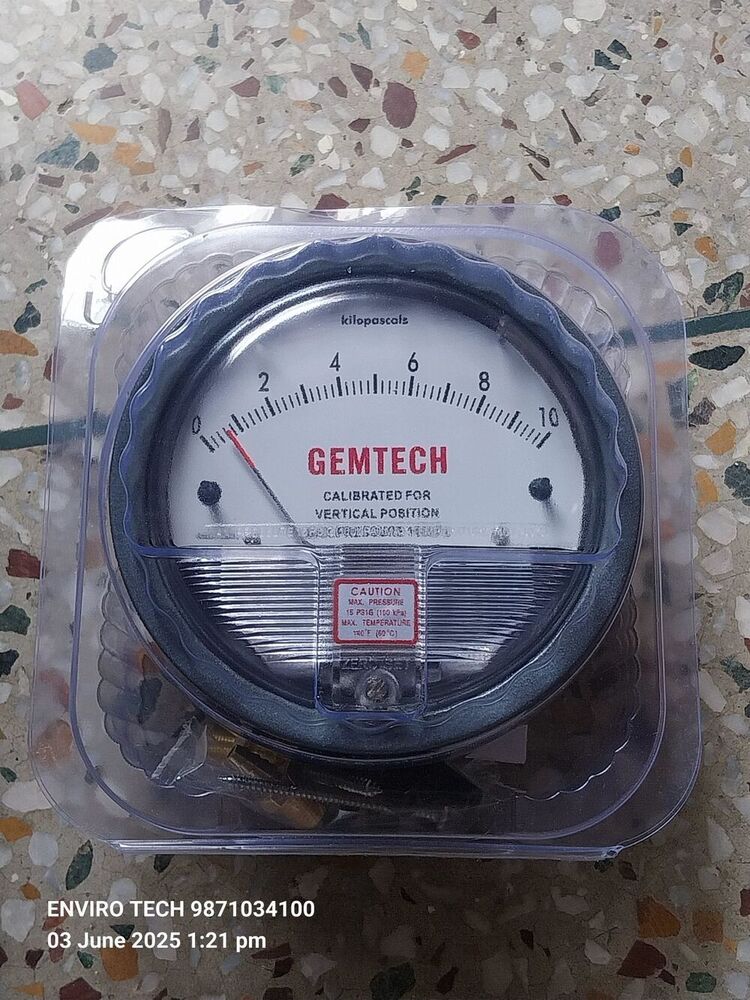 kilopascals
0 2 4 6 8 10
GEMTECH
CALIBRATED FOR
VERTICAL POSITION
CAUTION
MAX. PRESSURE
15 PSIG (100 kPa)
MAX. TEMPERATURE
140°F (60°C)
ENVIRO TECH 9871034100
03 June 2025 1:21 pm